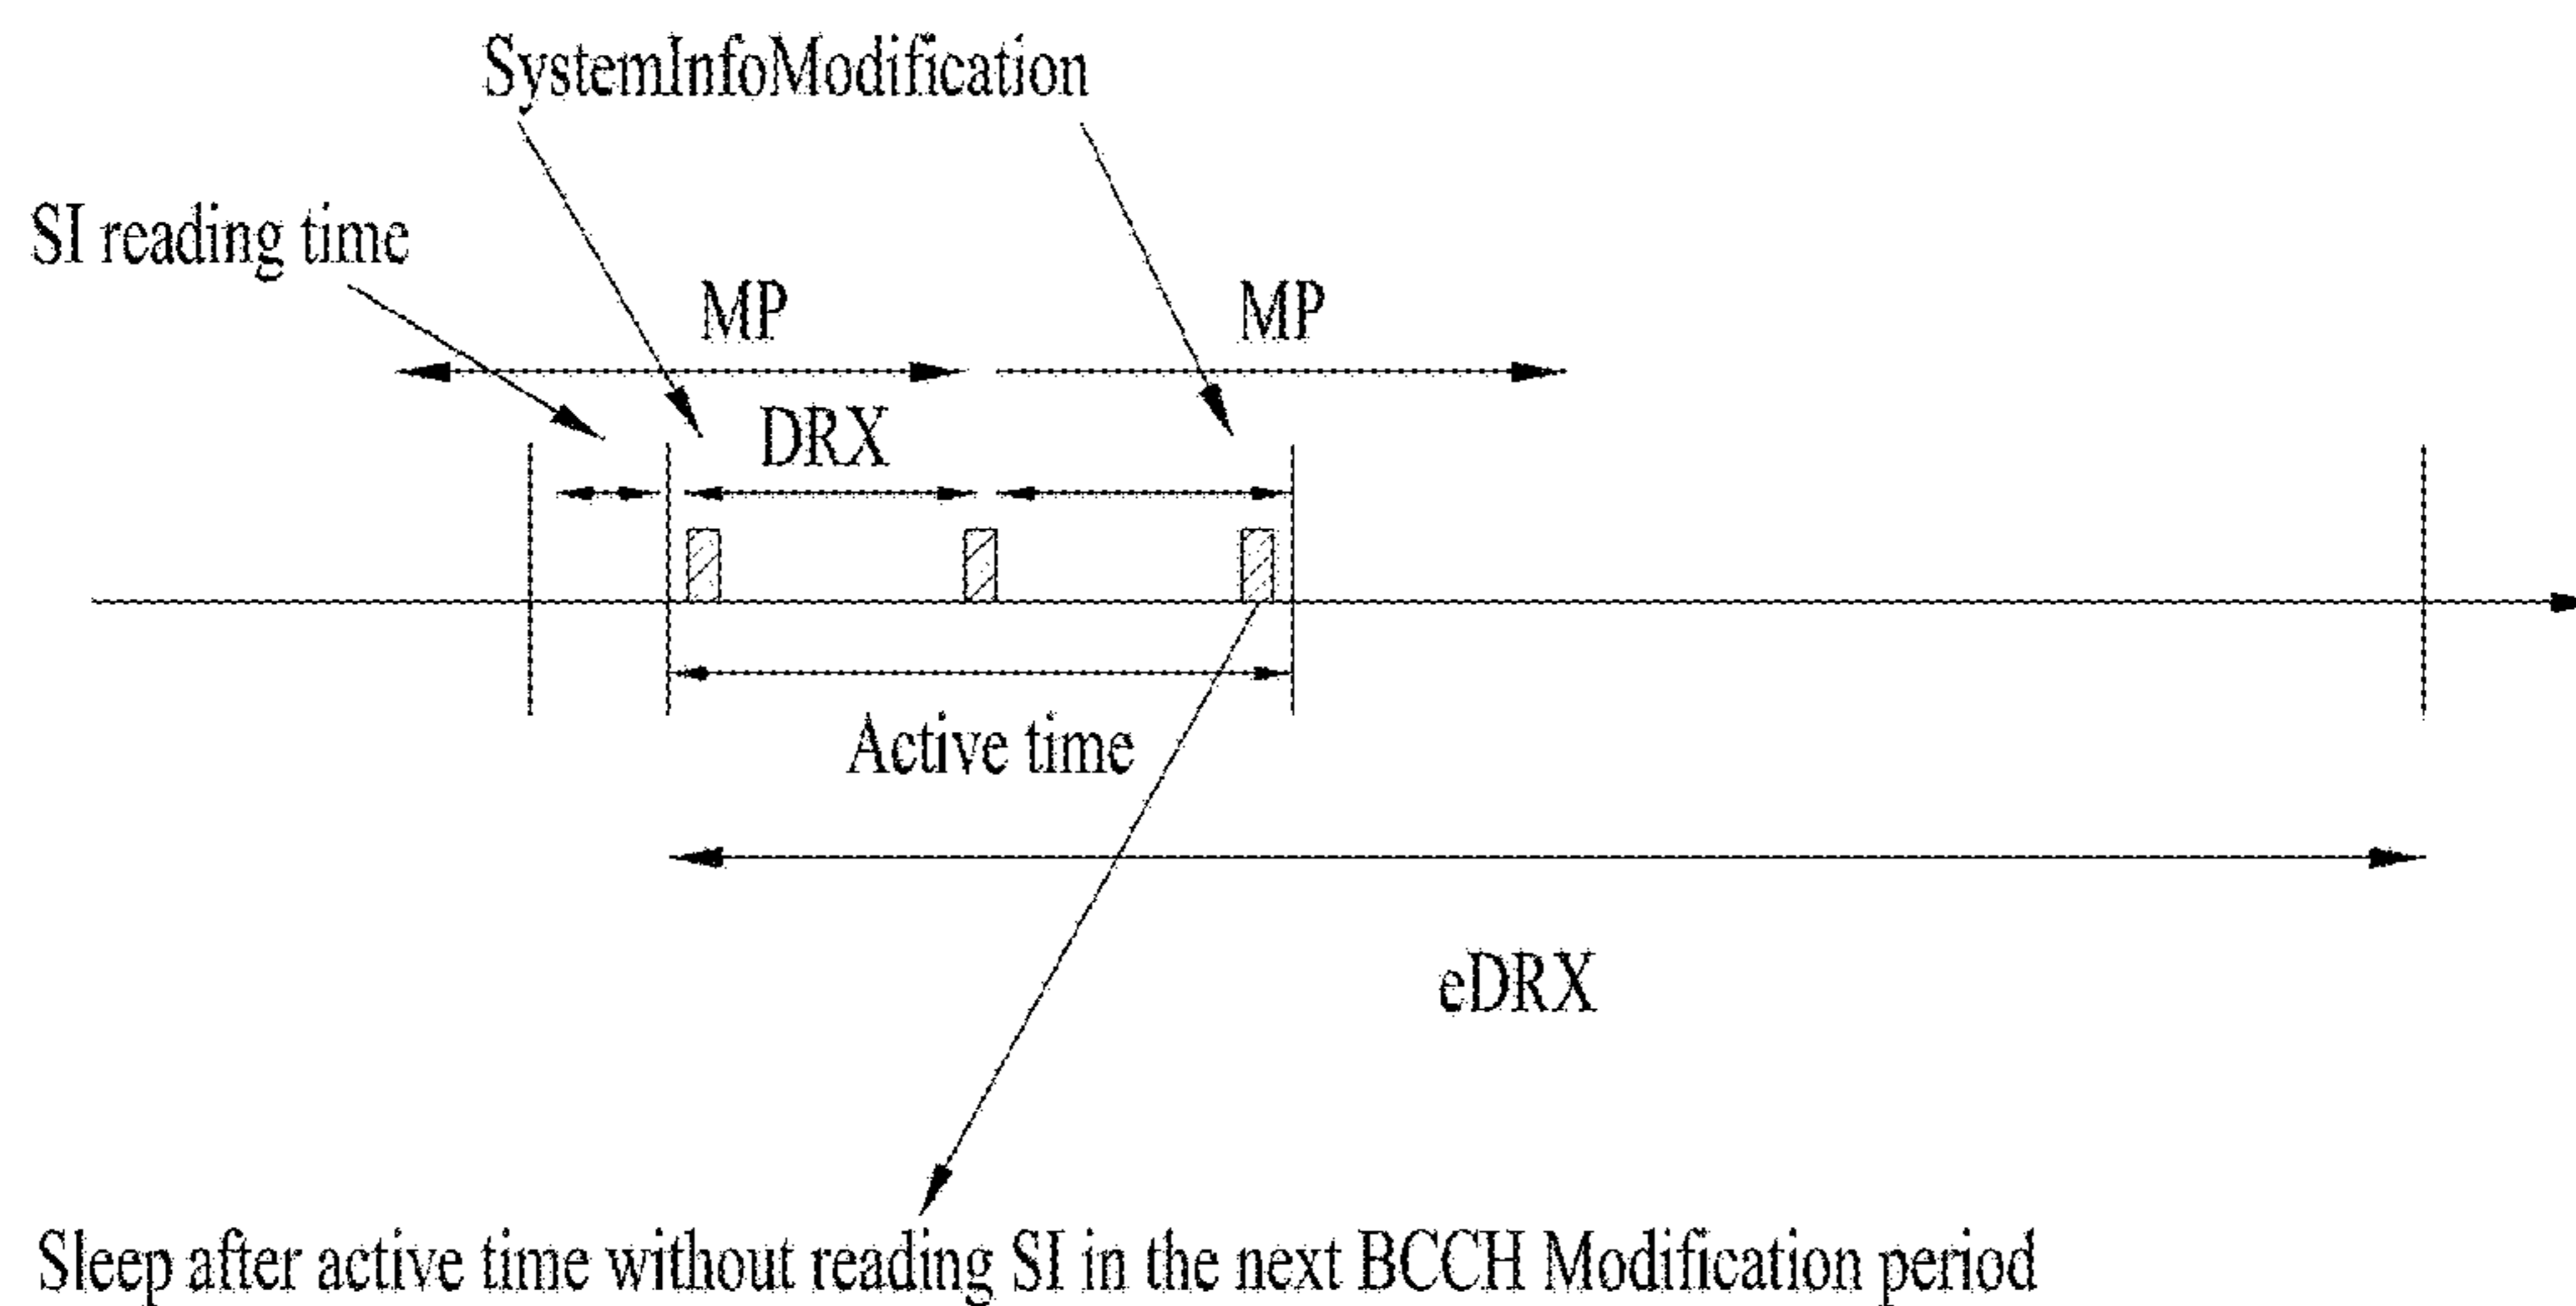 SystemInfoModification
SI reading time
MP
MP
DRX
Active time
eDRX
Sleep after active time without reading SI in the next BCCH Modification period